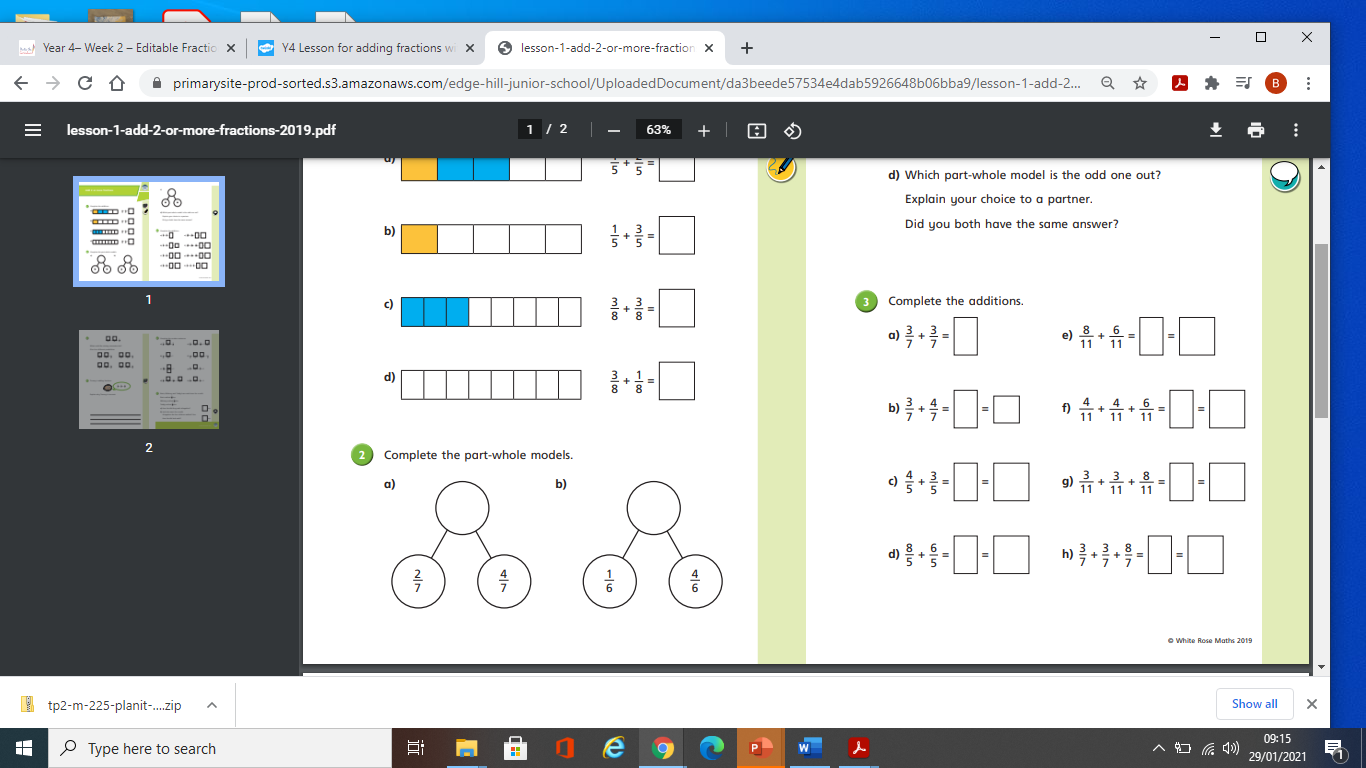 Year 4– Week 2 – Editable Fractio
Y4 Lesson for adding fractions wi
lesson-1-add-2-or-more-fraction
primarysite-prod-sorted.s3.amazonaws.com/edge-hill-junior-school/UploadedDocument/da3beede57534e4dab5926648b06bba9/lesson-1-add-2...
B
lesson-1-add-2-or-more-fractions-2019.pdf
1 / 2
63%
1
2
1/5 + 2/5 =
b) 1/5 + 3/5 =
c) 3/8 + 3/8 =
d) 3/8 + 1/8 =
2 Complete the part-whole models.
a) b)
2/7 4/7 1/6 4/6
d) Which part-whole model is the odd one out?
Explain your choice to a partner.
Did you both have the same answer?
3 Complete the additions.
a) 3/7 + 3/7 =
e) 8/11 + 6/11 = =
b) 3/7 + 4/7 = =
f) 4/11 + 4/11 + 6/11 = =
c) 4/5 + 3/5 = =
g) 3/11 + 3/11 + 8/11 = =
d) 8/5 + 6/5 = =
h) 3/7 + 3/7 + 8/7 = =
© White Rose Maths 2019
tp2-m-225-planit-....zip
Show all
Type here to search
09:15
29/01/2021
1